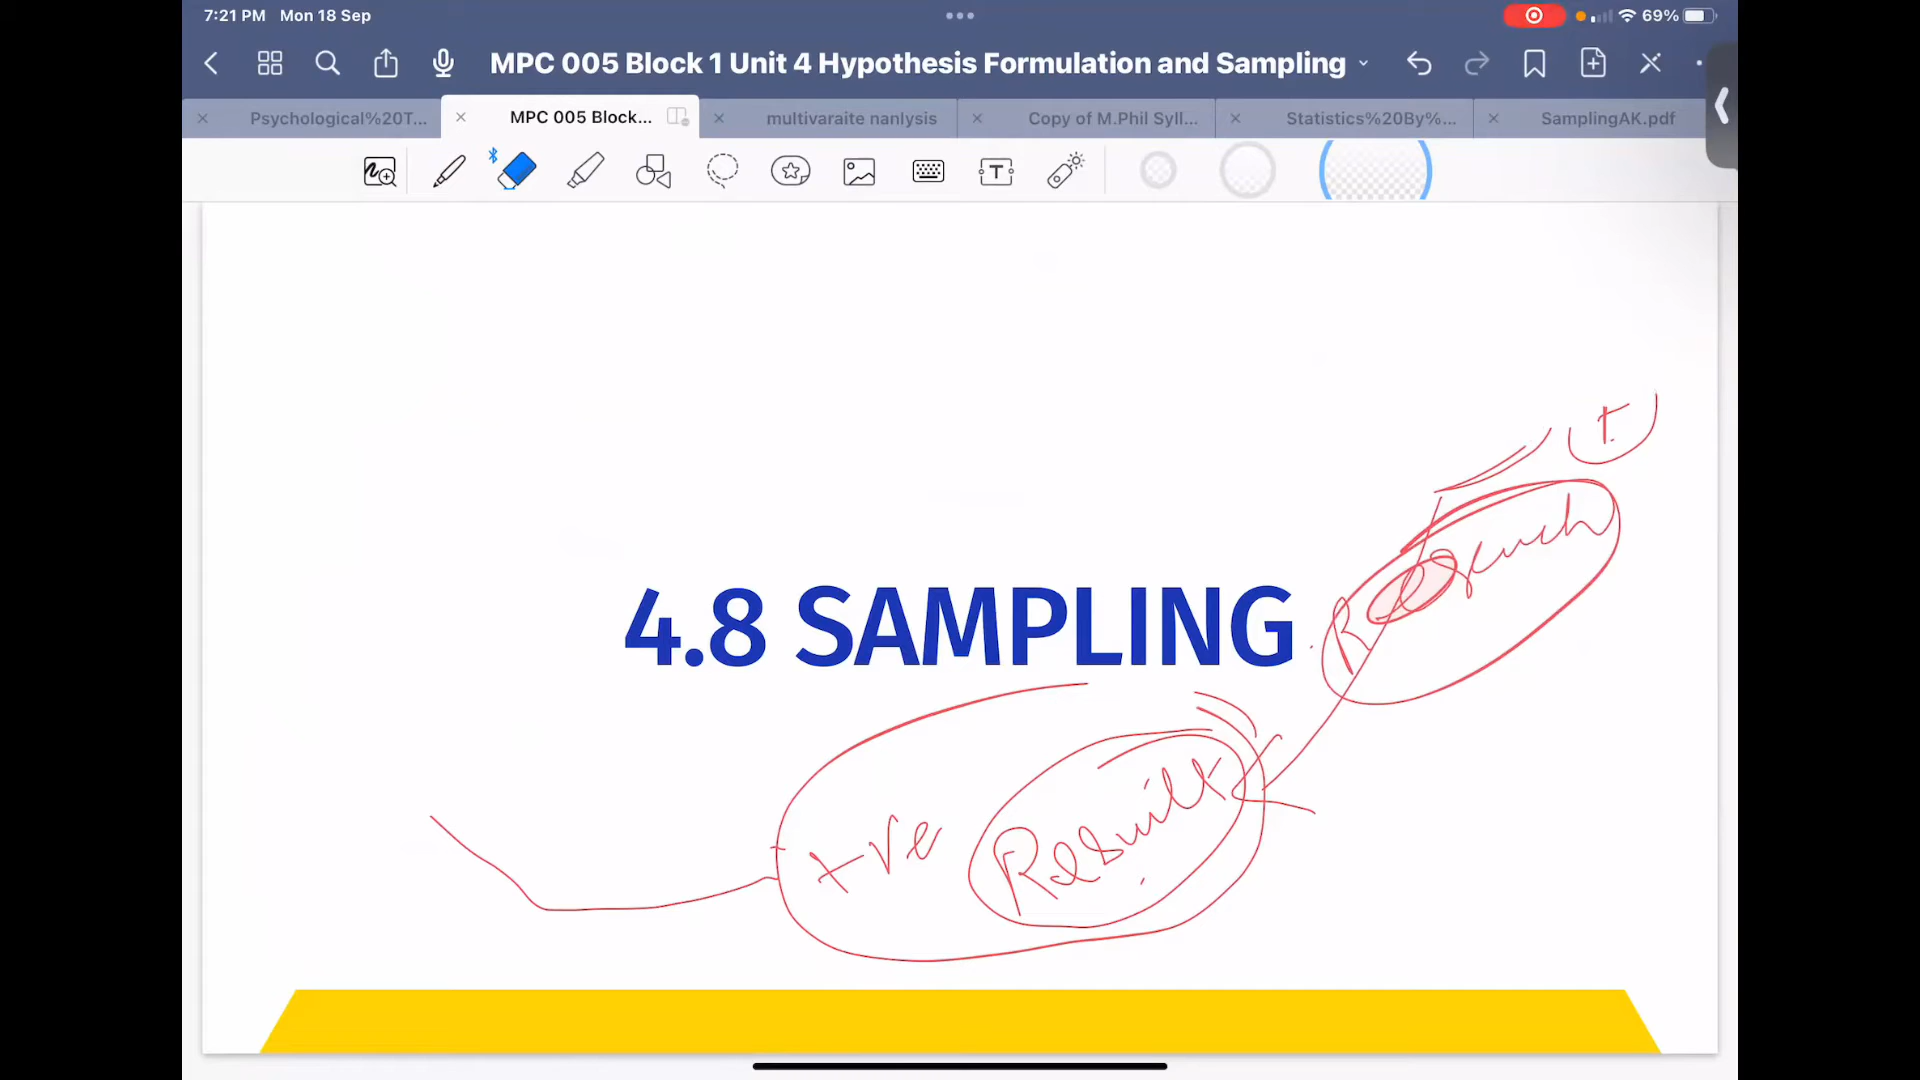 7:21 PM Mon 18 Sep
69%
MPC 005 Block 1 Unit 4 Hypothesis Formulation and Sampling
Psychological%20T...
MPC 005 Block...
multivaraite nanlysis
Copy of M.Phil Syll...
Statistics%20By%...
SamplingAK.pdf
T
4.8 SAMPLING
Research
+ve Result